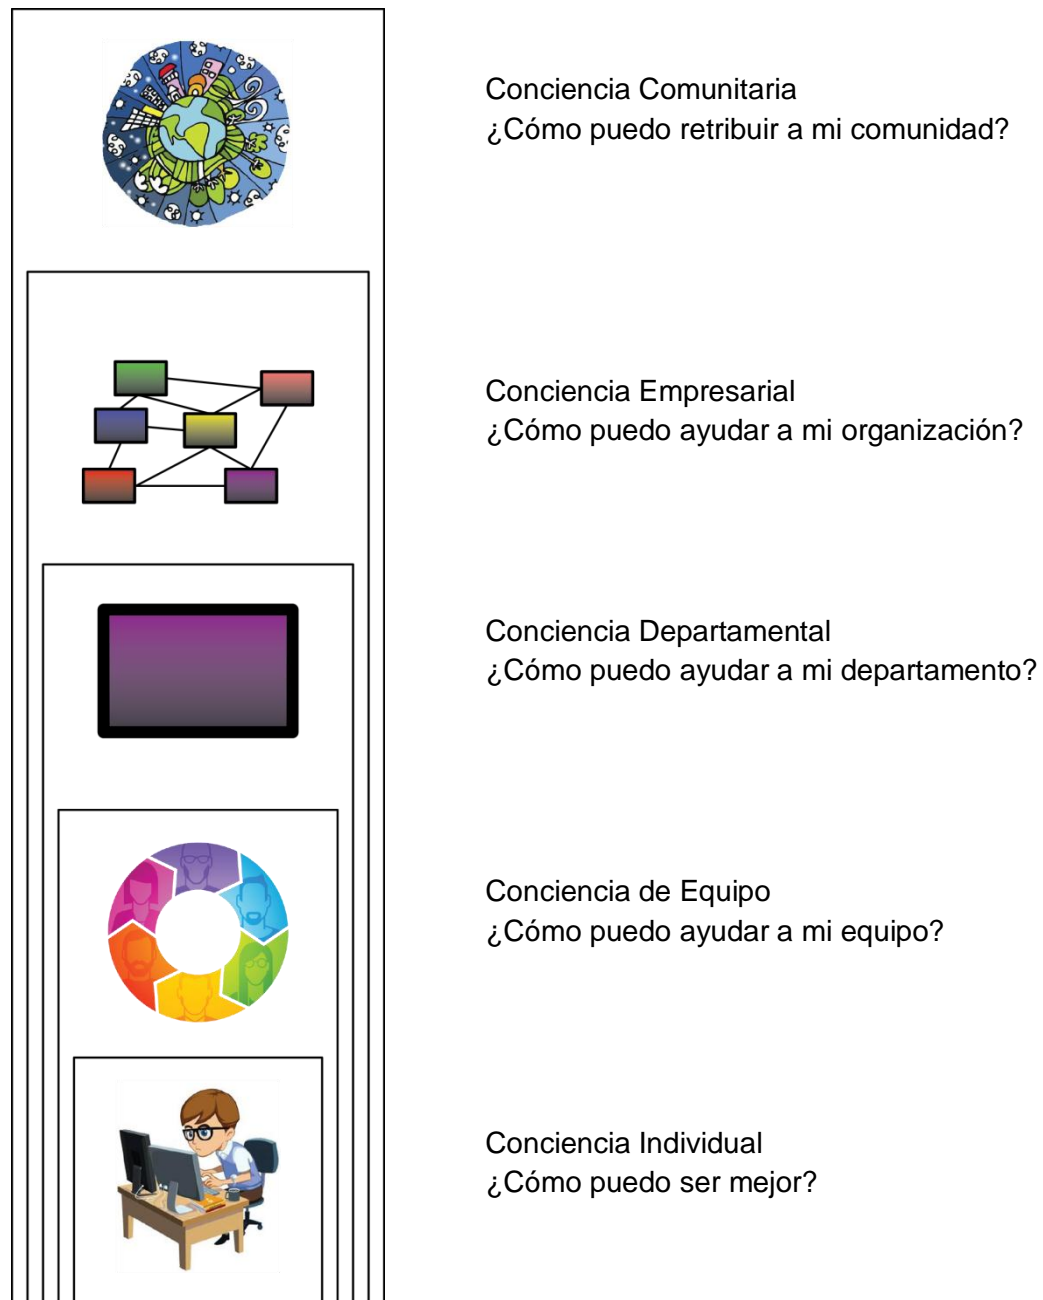 Conciencia Comunitaria
¿Cómo puedo retribuir a mi comunidad?
Conciencia Empresarial
¿Cómo puedo ayudar a mi organización?
Conciencia Departamental
¿Cómo puedo ayudar a mi departamento?
Conciencia de Equipo
¿Cómo puedo ayudar a mi equipo?
Conciencia Individual
¿Cómo puedo ser mejor?